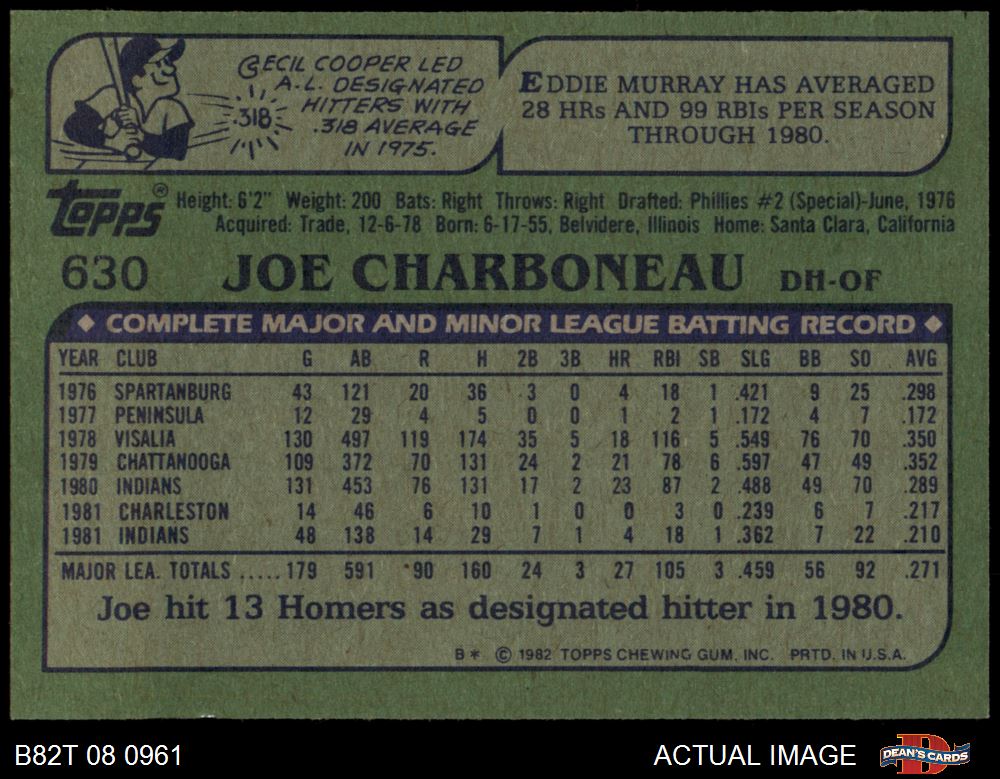 CECIL COOPER LED
A.L. DESIGNATED
HITTERS WITH
.318 AVERAGE
IN 1975.
.318
EDDIE MURRAY HAS AVERAGED
28 HRs AND 99 RBIs PER SEASON
THROUGH 1980.
TOPPS®
Height: 6'2" Weight: 200 Bats: Right Throws: Right Drafted: Phillies #2 (Special)-June, 1976
Acquired: Trade, 12-6-78 Born: 6-17-55, Belvidere, Illinois Home: Santa Clara, California
630 JOE CHARBONEAU DH-OF
◆ COMPLETE MAJOR AND MINOR LEAGUE BATTING RECORD ◆
YEAR CLUB G AB R H 2B 3B HR RBI SB SLG BB SO AVG
1976 SPARTANBURG 43 121 20 36 3 0 4 18 1 .421 9 25 .298
1977 PENINSULA 12 29 4 5 0 0 1 2 1 .172 4 7 .172
1978 VISALIA 130 497 119 174 35 5 18 116 5 .549 76 70 .350
1979 CHATTANOOGA 109 372 70 131 24 2 21 78 6 .597 47 49 .352
1980 INDIANS 131 453 76 131 17 2 23 87 2 .488 49 70 .289
1981 CHARLESTON 14 46 6 10 1 0 0 3 0 .239 6 7 .217
1981 INDIANS 48 138 14 29 7 1 4 18 1 .362 7 22 .210
MAJOR LEA. TOTALS ..... 179 591 90 160 24 3 27 105 3 .459 56 92 .271
Joe hit 13 Homers as designated hitter in 1980.
B* © 1982 TOPPS CHEWING GUM, INC. PRTD. IN U.S.A.
B82T 08 0961
ACTUAL IMAGE
D
DEAN'S CARDS